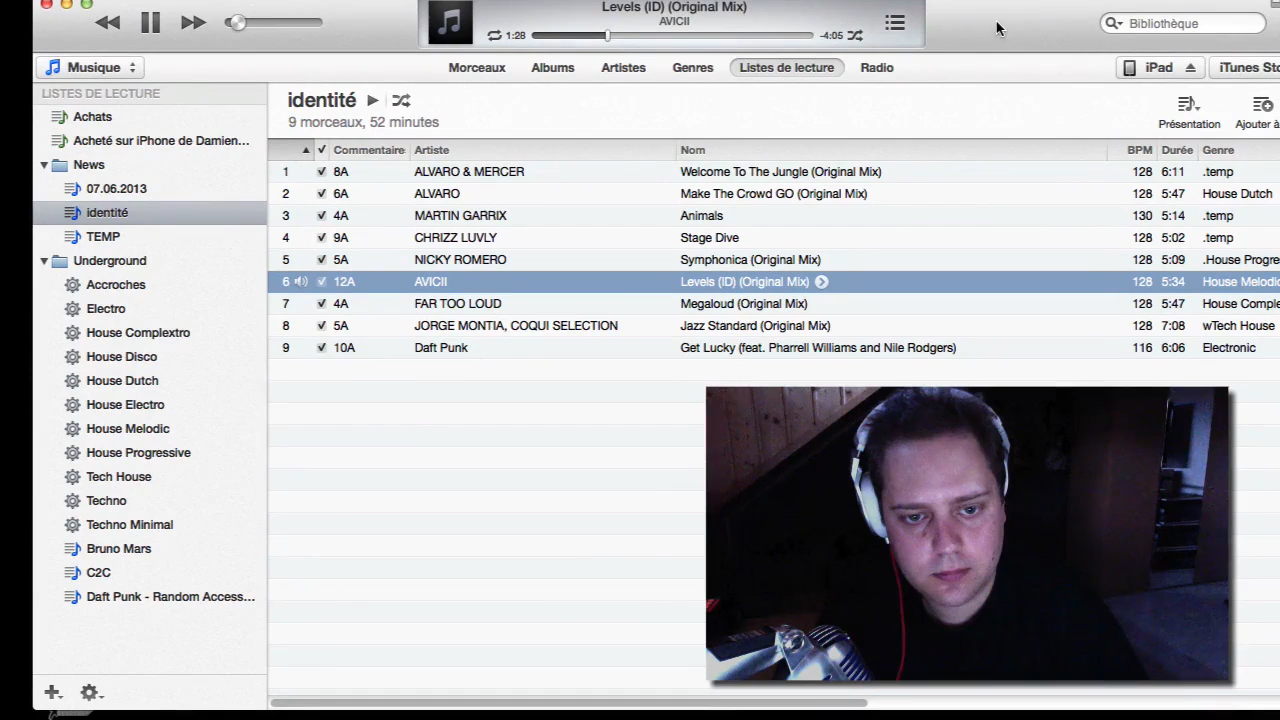 Levels (ID) (Original Mix)
AVICII
1:28 -4:05
Bibliothèque
Musique Morceaux Albums Artistes Genres Listes de lecture Radio iPad iTunes Sto
LISTES DE LECTURE
Achats
Acheté sur iPhone de Damien...
News
07.06.2013
identité
TEMP
Underground
Accroches
Electro
House Complextro
House Disco
House Dutch
House Electro
House Melodic
House Progressive
Tech House
Techno
Techno Minimal
Bruno Mars
C2C
Daft Punk - Random Access...
identité
9 morceaux, 52 minutes
Présentation Ajouter à
Commentaire Artiste Nom BPM Durée Genre
1 8A ALVARO & MERCER Welcome To The Jungle (Original Mix) 128 6:11 .temp
2 6A ALVARO Make The Crowd GO (Original Mix) 128 5:47 House Dutch
3 4A MARTIN GARRIX Animals 130 5:14 .temp
4 9A CHRIZZ LUVLY Stage Dive 128 5:02 .temp
5 5A NICKY ROMERO Symphonica (Original Mix) 128 5:09 .House Progre
6 12A AVICII Levels (ID) (Original Mix) 128 5:34 House Melodic
7 4A FAR TOO LOUD Megaloud (Original Mix) 128 5:47 House Comple
8 5A JORGE MONTIA, COQUI SELECTION Jazz Standard (Original Mix) 128 7:08 wTech House
9 10A Daft Punk Get Lucky (feat. Pharrell Williams and Nile Rodgers) 116 6:06 Electronic